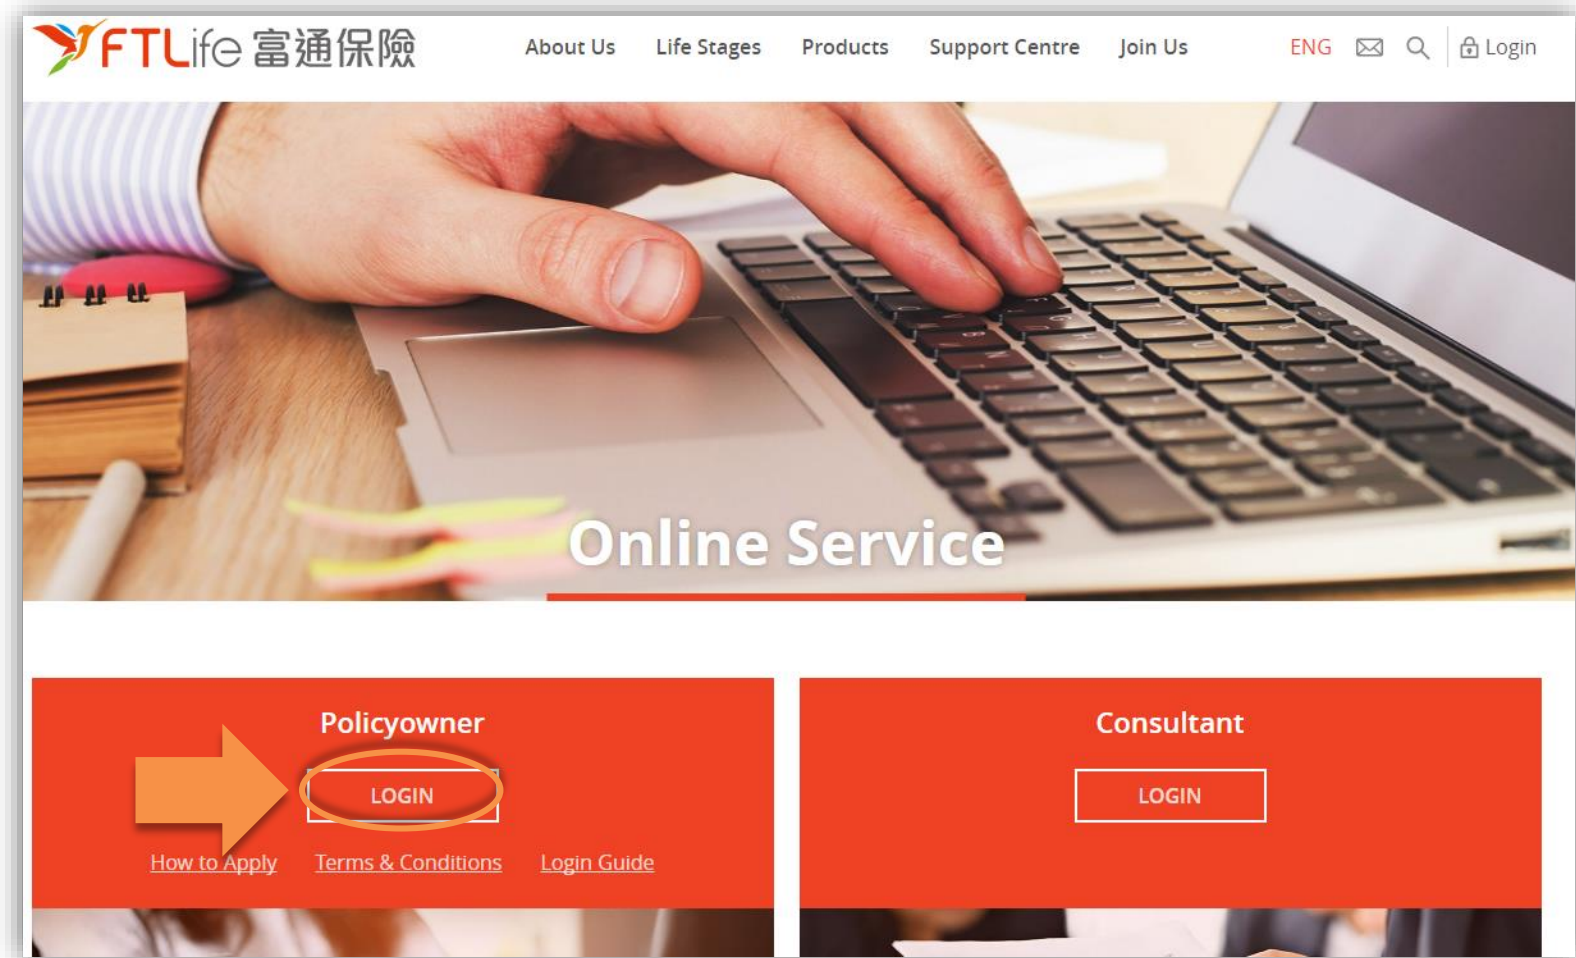 FTLife 富通保險
About Us Life Stages Products Support Centre Join Us ENG Login
Online Service
Policyowner
LOGIN
How to Apply Terms & Conditions Login Guide
Consultant
LOGIN